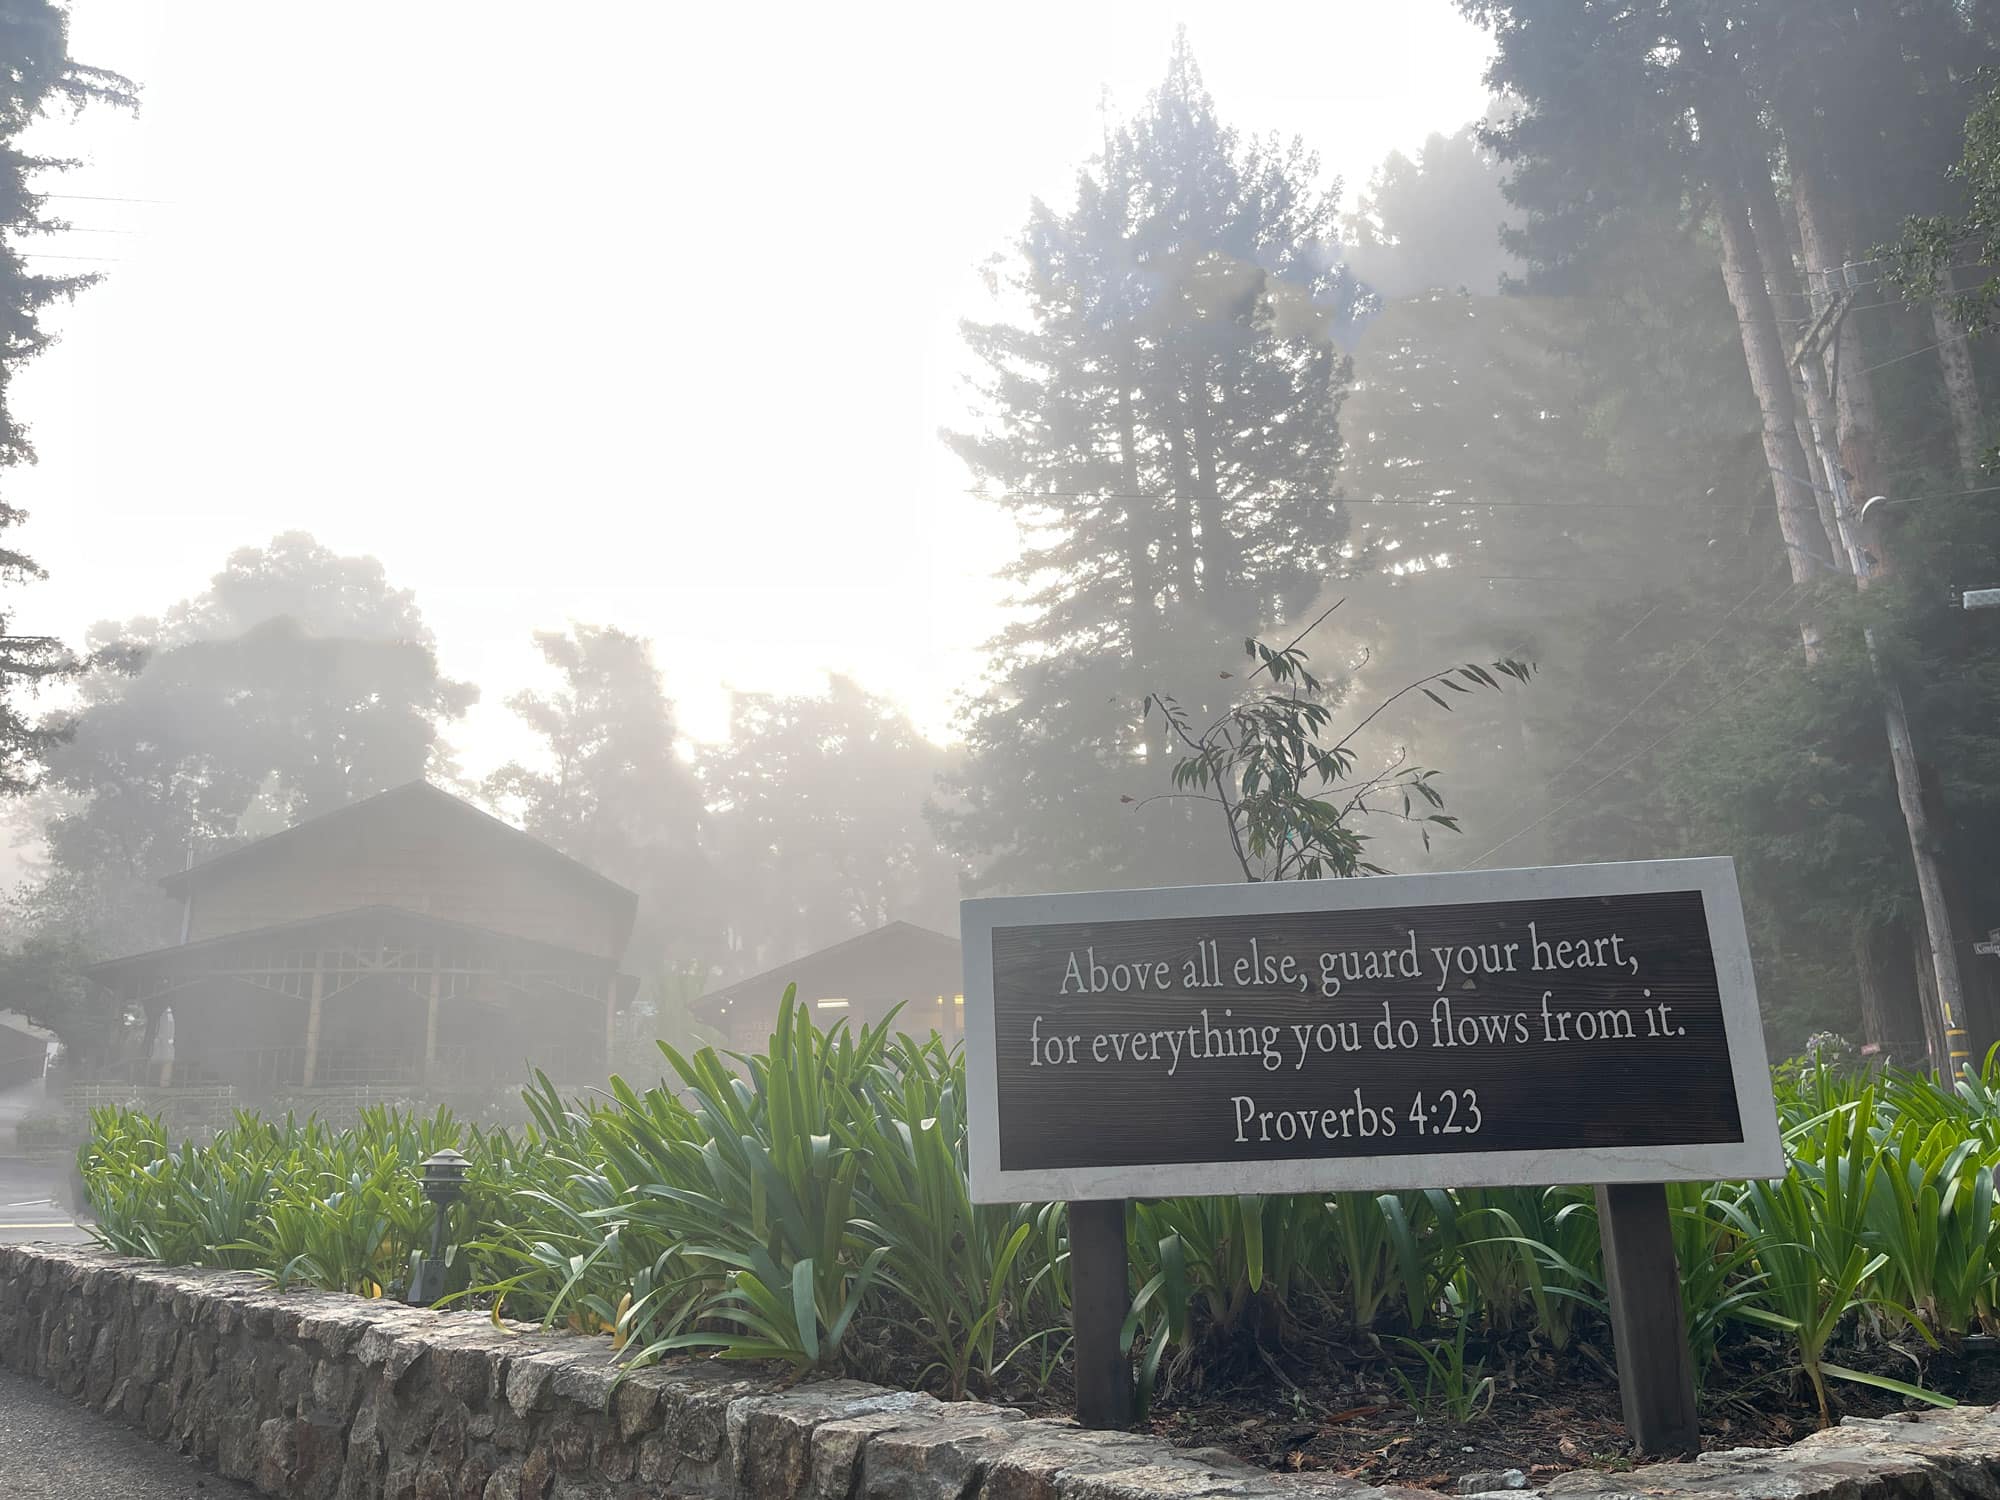 Above all else, guard your heart,
for everything you do flows from it.
Proverbs 4:23